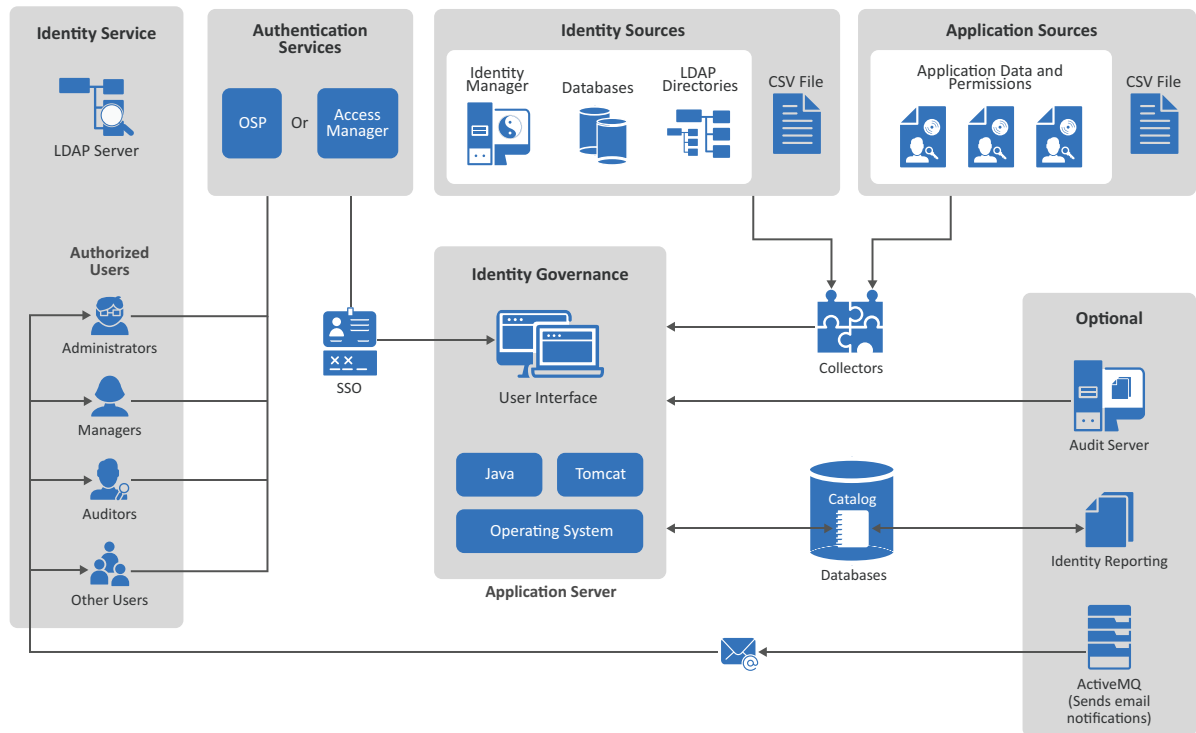 Identity Service
LDAP Server
Authorized
Users
Administrators
Managers
Auditors
Other Users
Authentication
Services
OSP
Or
Access
Manager
SSO
Identity Sources
Identity
Manager
Databases
LDAP
Directories
CSV File
Application Sources
Application Data and
Permissions
CSV File
Identity Governance
User Interface
Java
Tomcat
Operating System
Application Server
Collectors
Catalog
Databases
Optional
Audit Server
Identity Reporting
@
ActiveMQ
(Sends email
notifications)